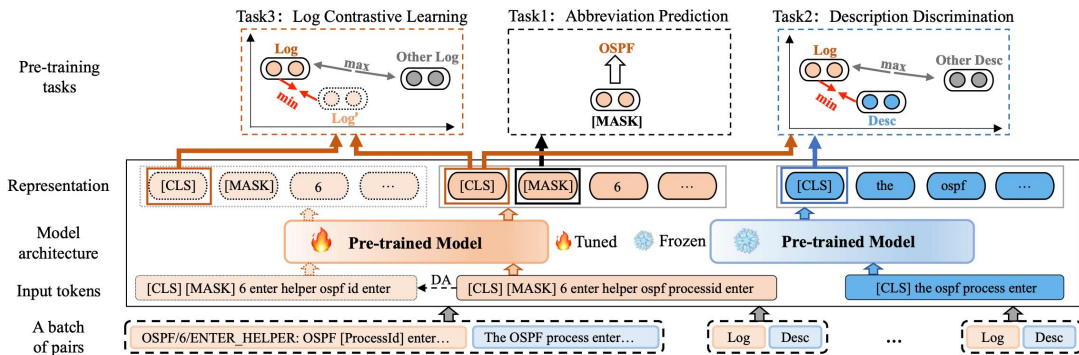 Task3: Log Contrastive Learning
Task1: Abbreviation Prediction
Task2: Description Discrimination
Pre-training tasks
Log
max
Other Log
min
Log'
OSPF
[MASK]
Log
max
Other Desc
min
Desc
Representation
[CLS] [MASK] 6 ...
[CLS] [MASK] 6 ...
[CLS] the ospf ...
Model architecture
Pre-trained Model
Tuned
Frozen
Pre-trained Model
Input tokens
[CLS] [MASK] 6 enter helper ospf id enter
DA
[CLS] [MASK] 6 enter helper ospf processid enter
[CLS] the ospf process enter
A batch of pairs
OSPF/6/ENTER_HELPER: OSPF [ProcessId] enter...
The OSPF process enter...
Log Desc
...
Log Desc